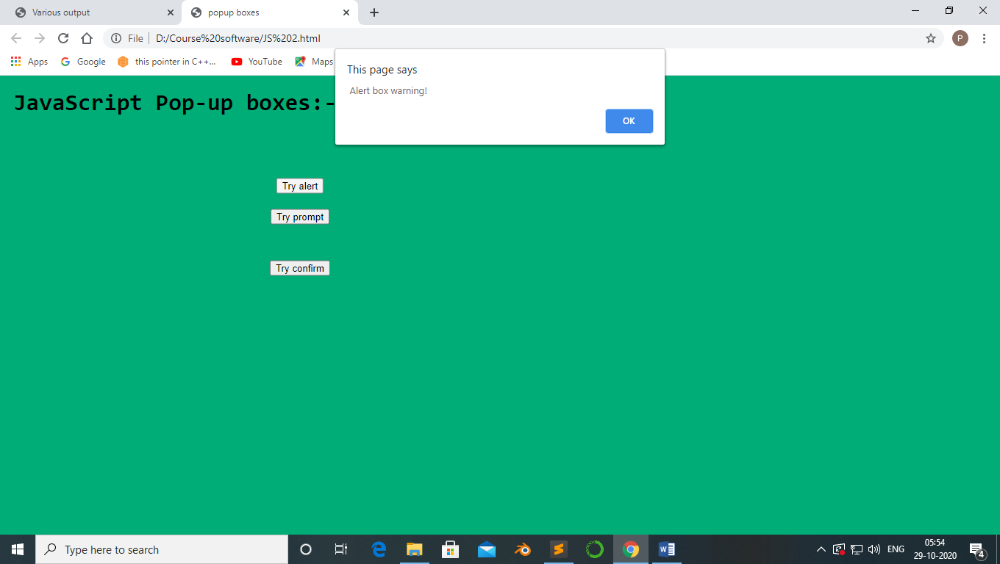 Various output
popup boxes
File
D:/Course%20software/JS%202.html
P
Apps
Google
this pointer in C++...
YouTube
Maps
This page says
Alert box warning!
OK
JavaScript Pop-up boxes:-
Try alert
Try prompt
Try confirm
Type here to search
ENG
05:54
29-10-2020
4